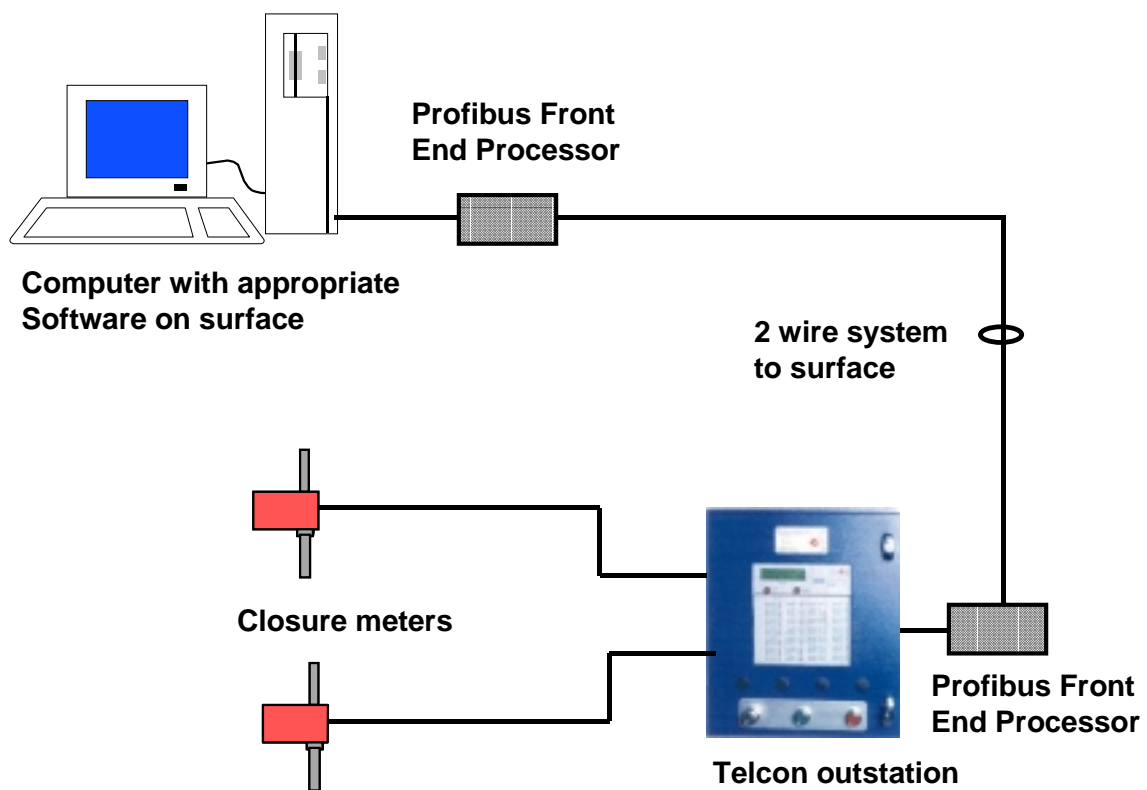 Profibus Front
End Processor
Computer with appropriate
Software on surface
2 wire system
to surface
Closure meters
Profibus Front
End Processor
Telcon outstation